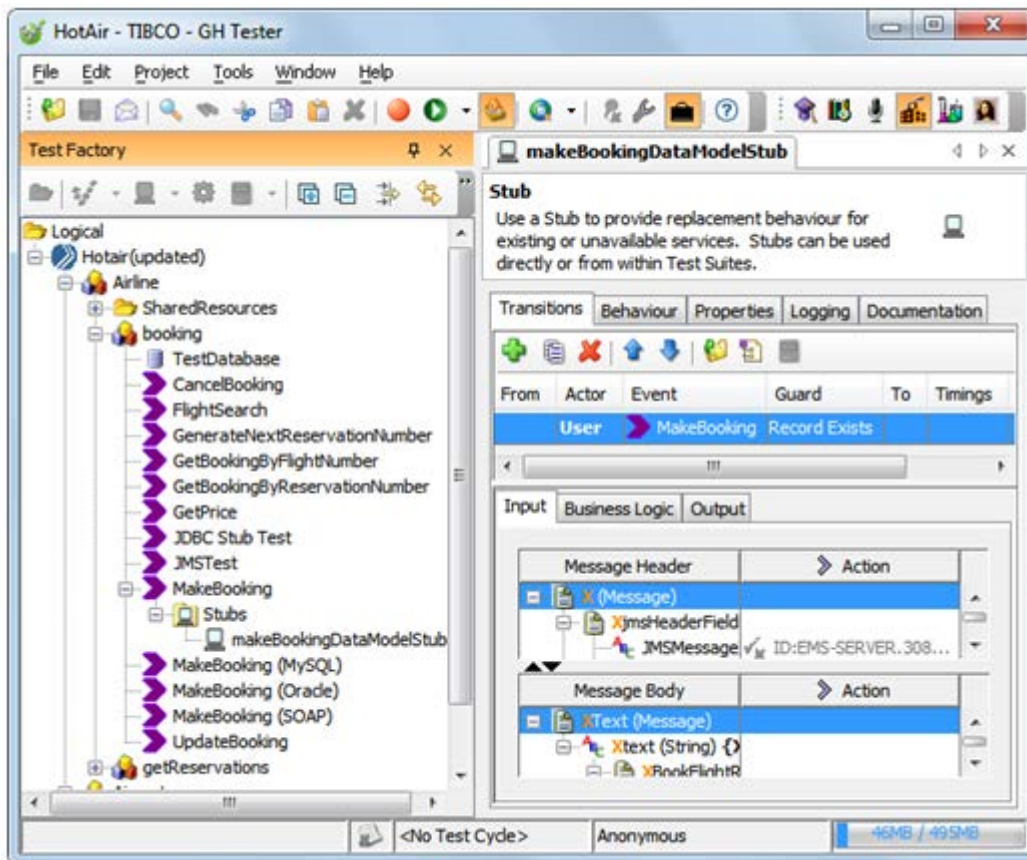 HotAir - TIBCO - GH Tester
File Edit Project Tools Window Help
Test Factory
Logical
Hotair(updated)
Airline
SharedResources
booking
TestDatabase
CancelBooking
FlightSearch
GenerateNextReservationNumber
GetBookingByFlightNumber
GetBookingByReservationNumber
GetPrice
JDBC Stub Test
JMSTest
MakeBooking
Stubs
makeBookingDataModelStub
MakeBooking (MySQL)
MakeBooking (Oracle)
MakeBooking (SOAP)
UpdateBooking
getReservations
makeBookingDataModelStub
Stub
Use a Stub to provide replacement behaviour for
existing or unavailable services. Stubs can be used
directly or from within Test Suites.
Transitions Behaviour Properties Logging Documentation
From Actor Event Guard To Timings
User MakeBooking Record Exists
Input Business Logic Output
Message Header Action
X (Message)
XjmsHeaderField
JMSMessage ID:EMS-SERVER.308...
Message Body Action
XText (Message)
Xtext (String) {}
XBookFlightR
<No Test Cycle> Anonymous 46MB / 495MB